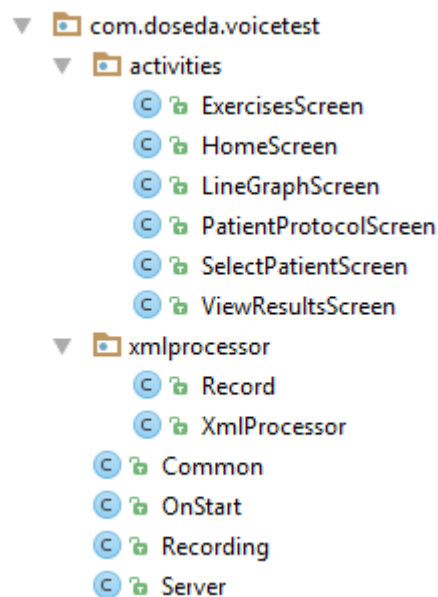 com.doseda.voicetest
activities
C ExercisesScreen
C HomeScreen
C LineGraphScreen
C PatientProtocolScreen
C SelectPatientScreen
C ViewResultsScreen
xmlprocessor
C Record
C XmlProcessor
C Common
C OnStart
C Recording
C Server